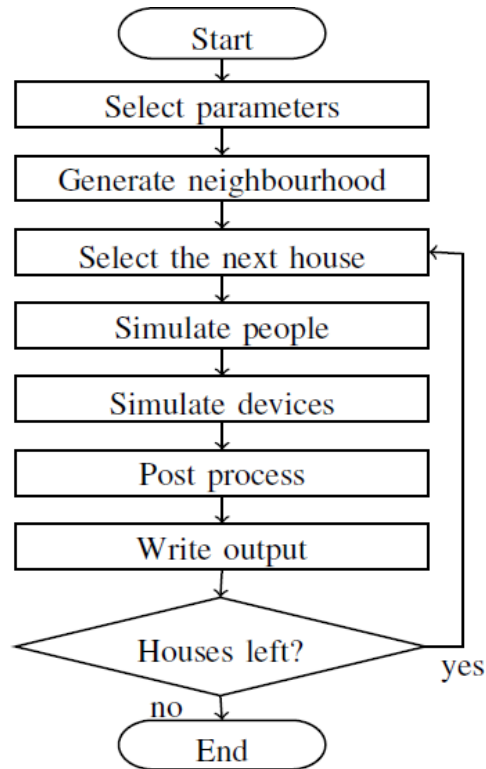 Start
Select parameters
Generate neighbourhood
Select the next house
Simulate people
Simulate devices
Post process
Write output
Houses left?
yes
no
End